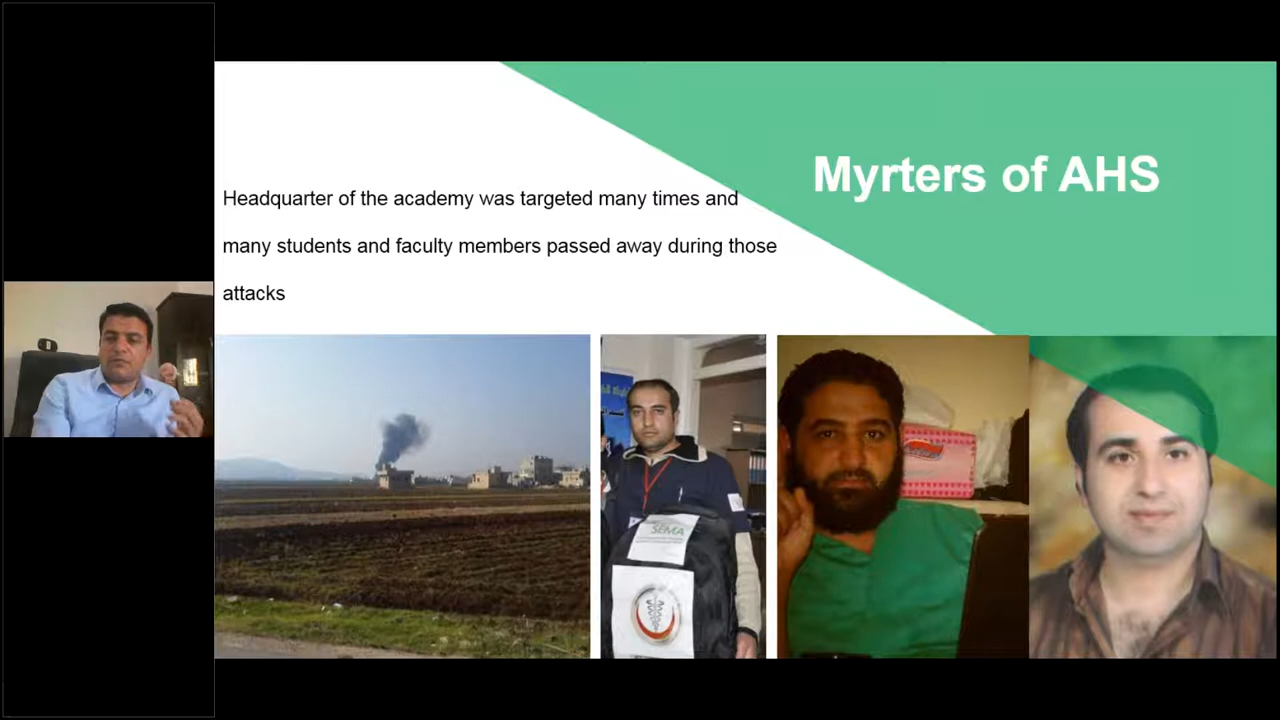 Myrters of AHS
Headquarter of the academy was targeted many times and
many students and faculty members passed away during those
attacks
SEMA